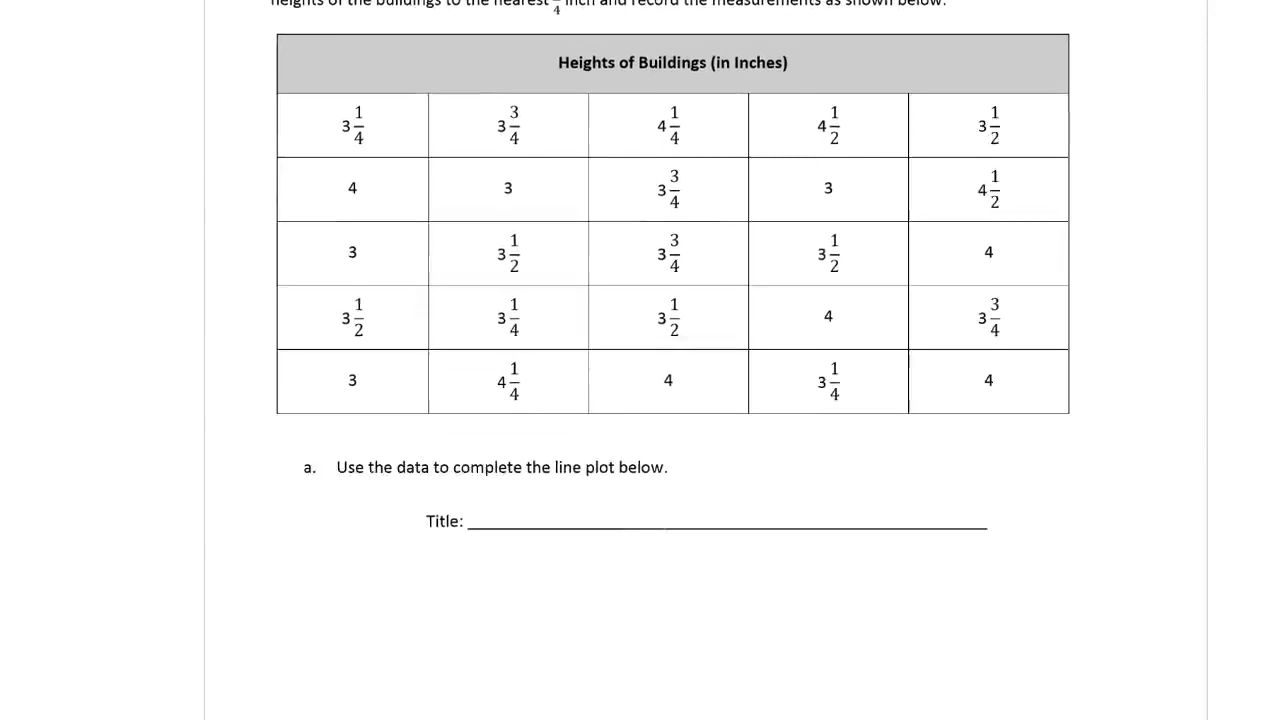 heights of the buildings to the nearest 1/4 inch and record the measurements as shown below.
Heights of Buildings (in Inches)
3 1/4 3 3/4 4 1/4 4 1/2 3 1/2
4 3 3 3/4 3 4 1/2
3 3 1/2 3 3/4 3 1/2 4
3 1/2 3 1/4 3 1/2 4 3 3/4
3 4 1/4 4 3 1/4 4
a. Use the data to complete the line plot below.
Title: ____________________